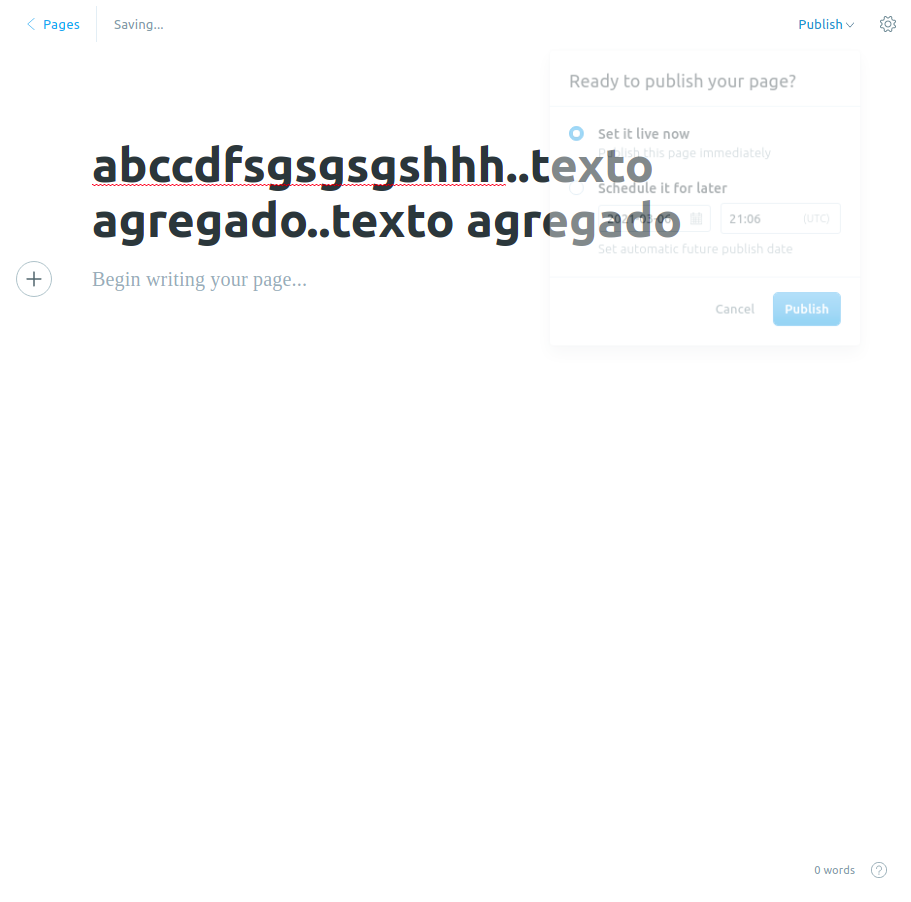 Pages
Saving...
Publish
Ready to publish your page?
Set it live now
Publish this page immediately
abccdfsgsgsgshhh..texto
Schedule it for later
agregado..texto agregado
2021-03-06
21:06
(UTC)
Set automatic future publish date
Begin writing your page...
Cancel
Publish
0 words
?